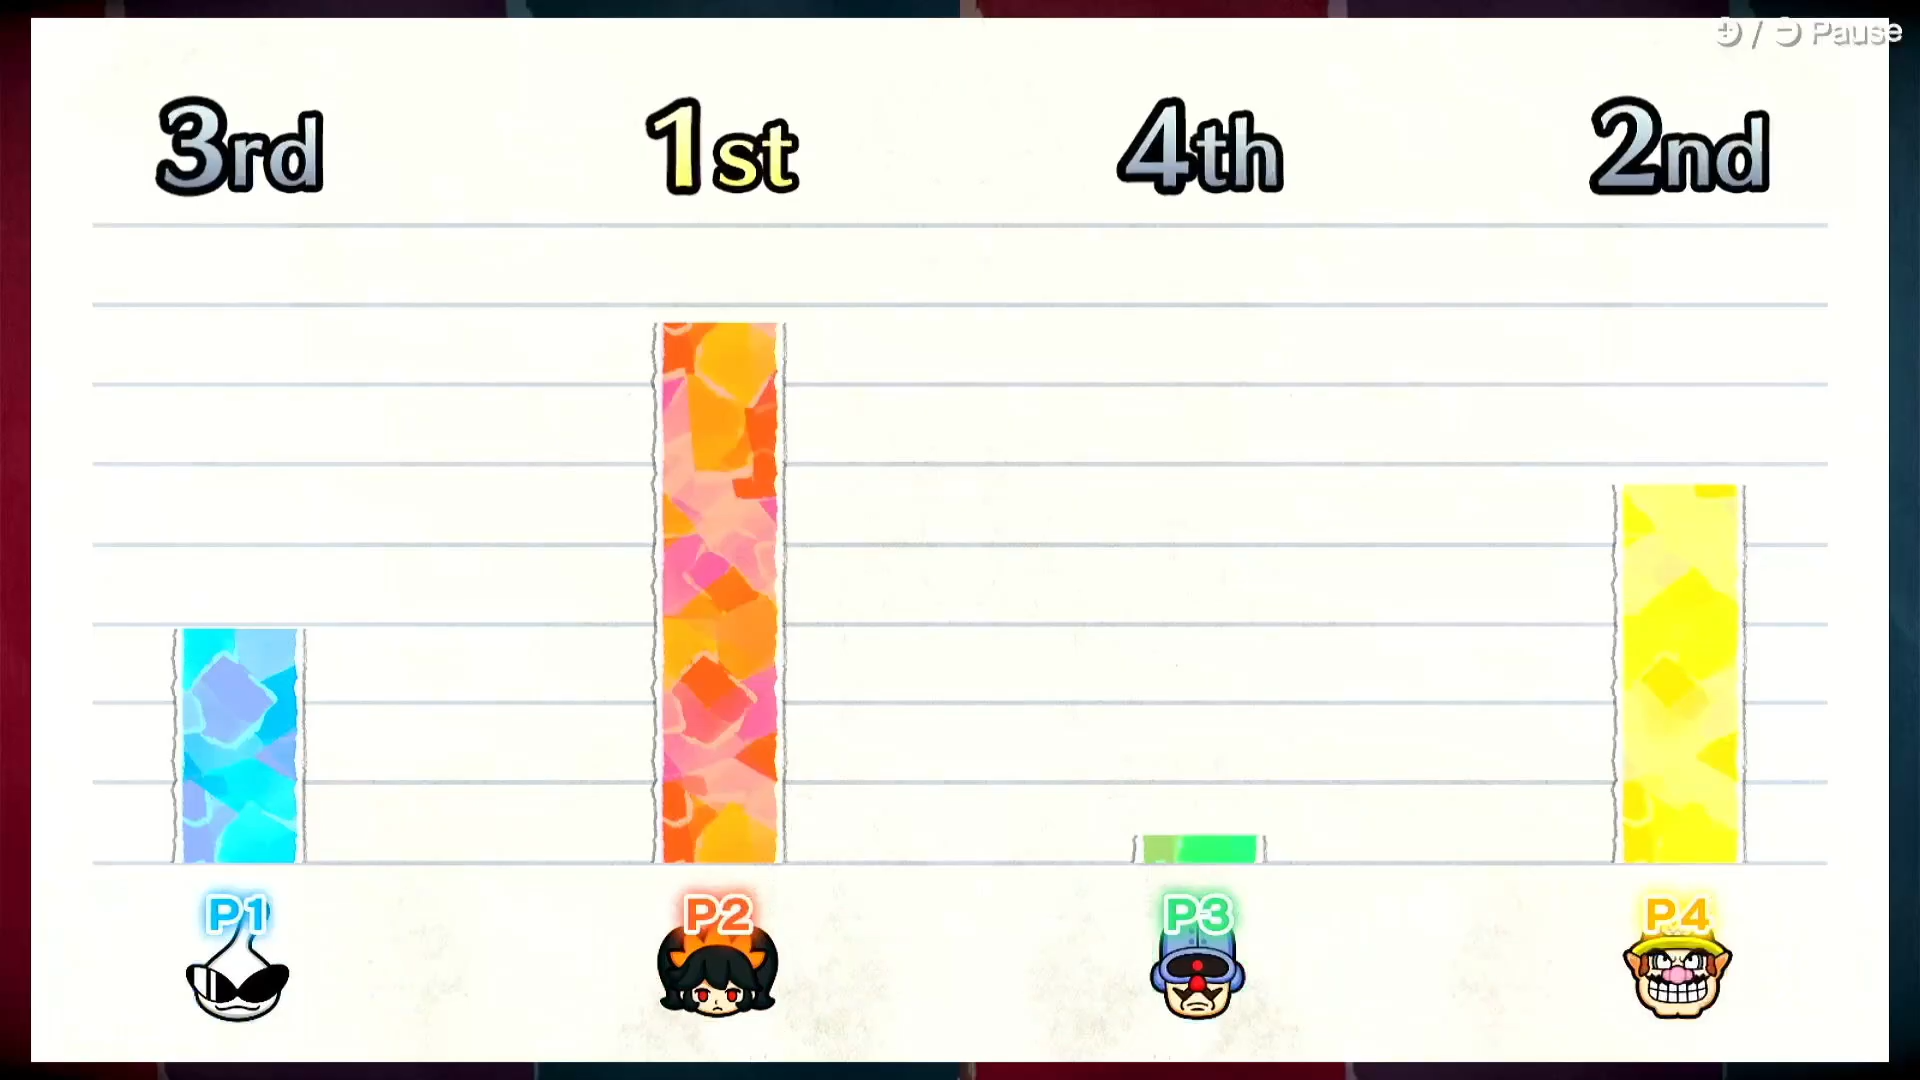 ⊕ / ⊖ Pause
3rd 1st 4th 2nd
P1 P2 P3 P4